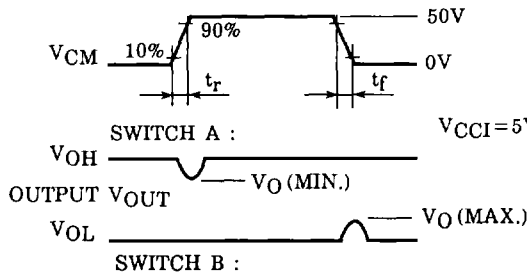 50V
90%
10%
VCM
0V
tr
tf
SWITCH A :
VCCI=5V
VOH
VO (MIN.)
OUTPUT VOUT
VO (MAX.)
VOL
SWITCH B :